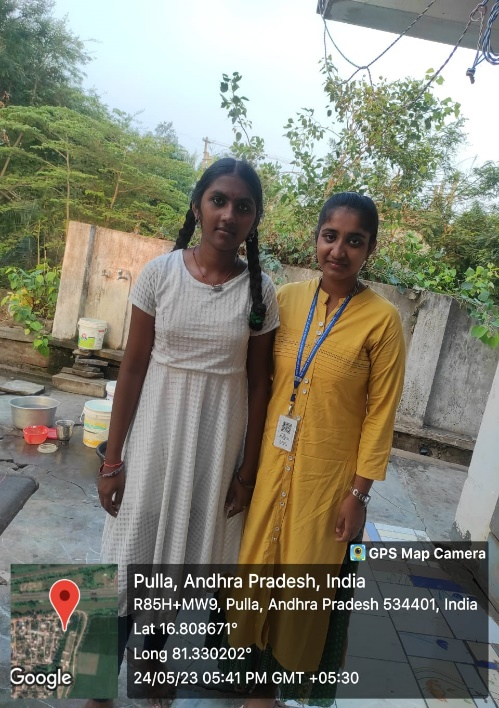 GPS Map Camera
Pulla, Andhra Pradesh, India
R85H+MW9, Pulla, Andhra Pradesh 534401, India
Lat 16.808671°
Long 81.330202°
24/05/23 05:41 PM GMT +05:30
Google